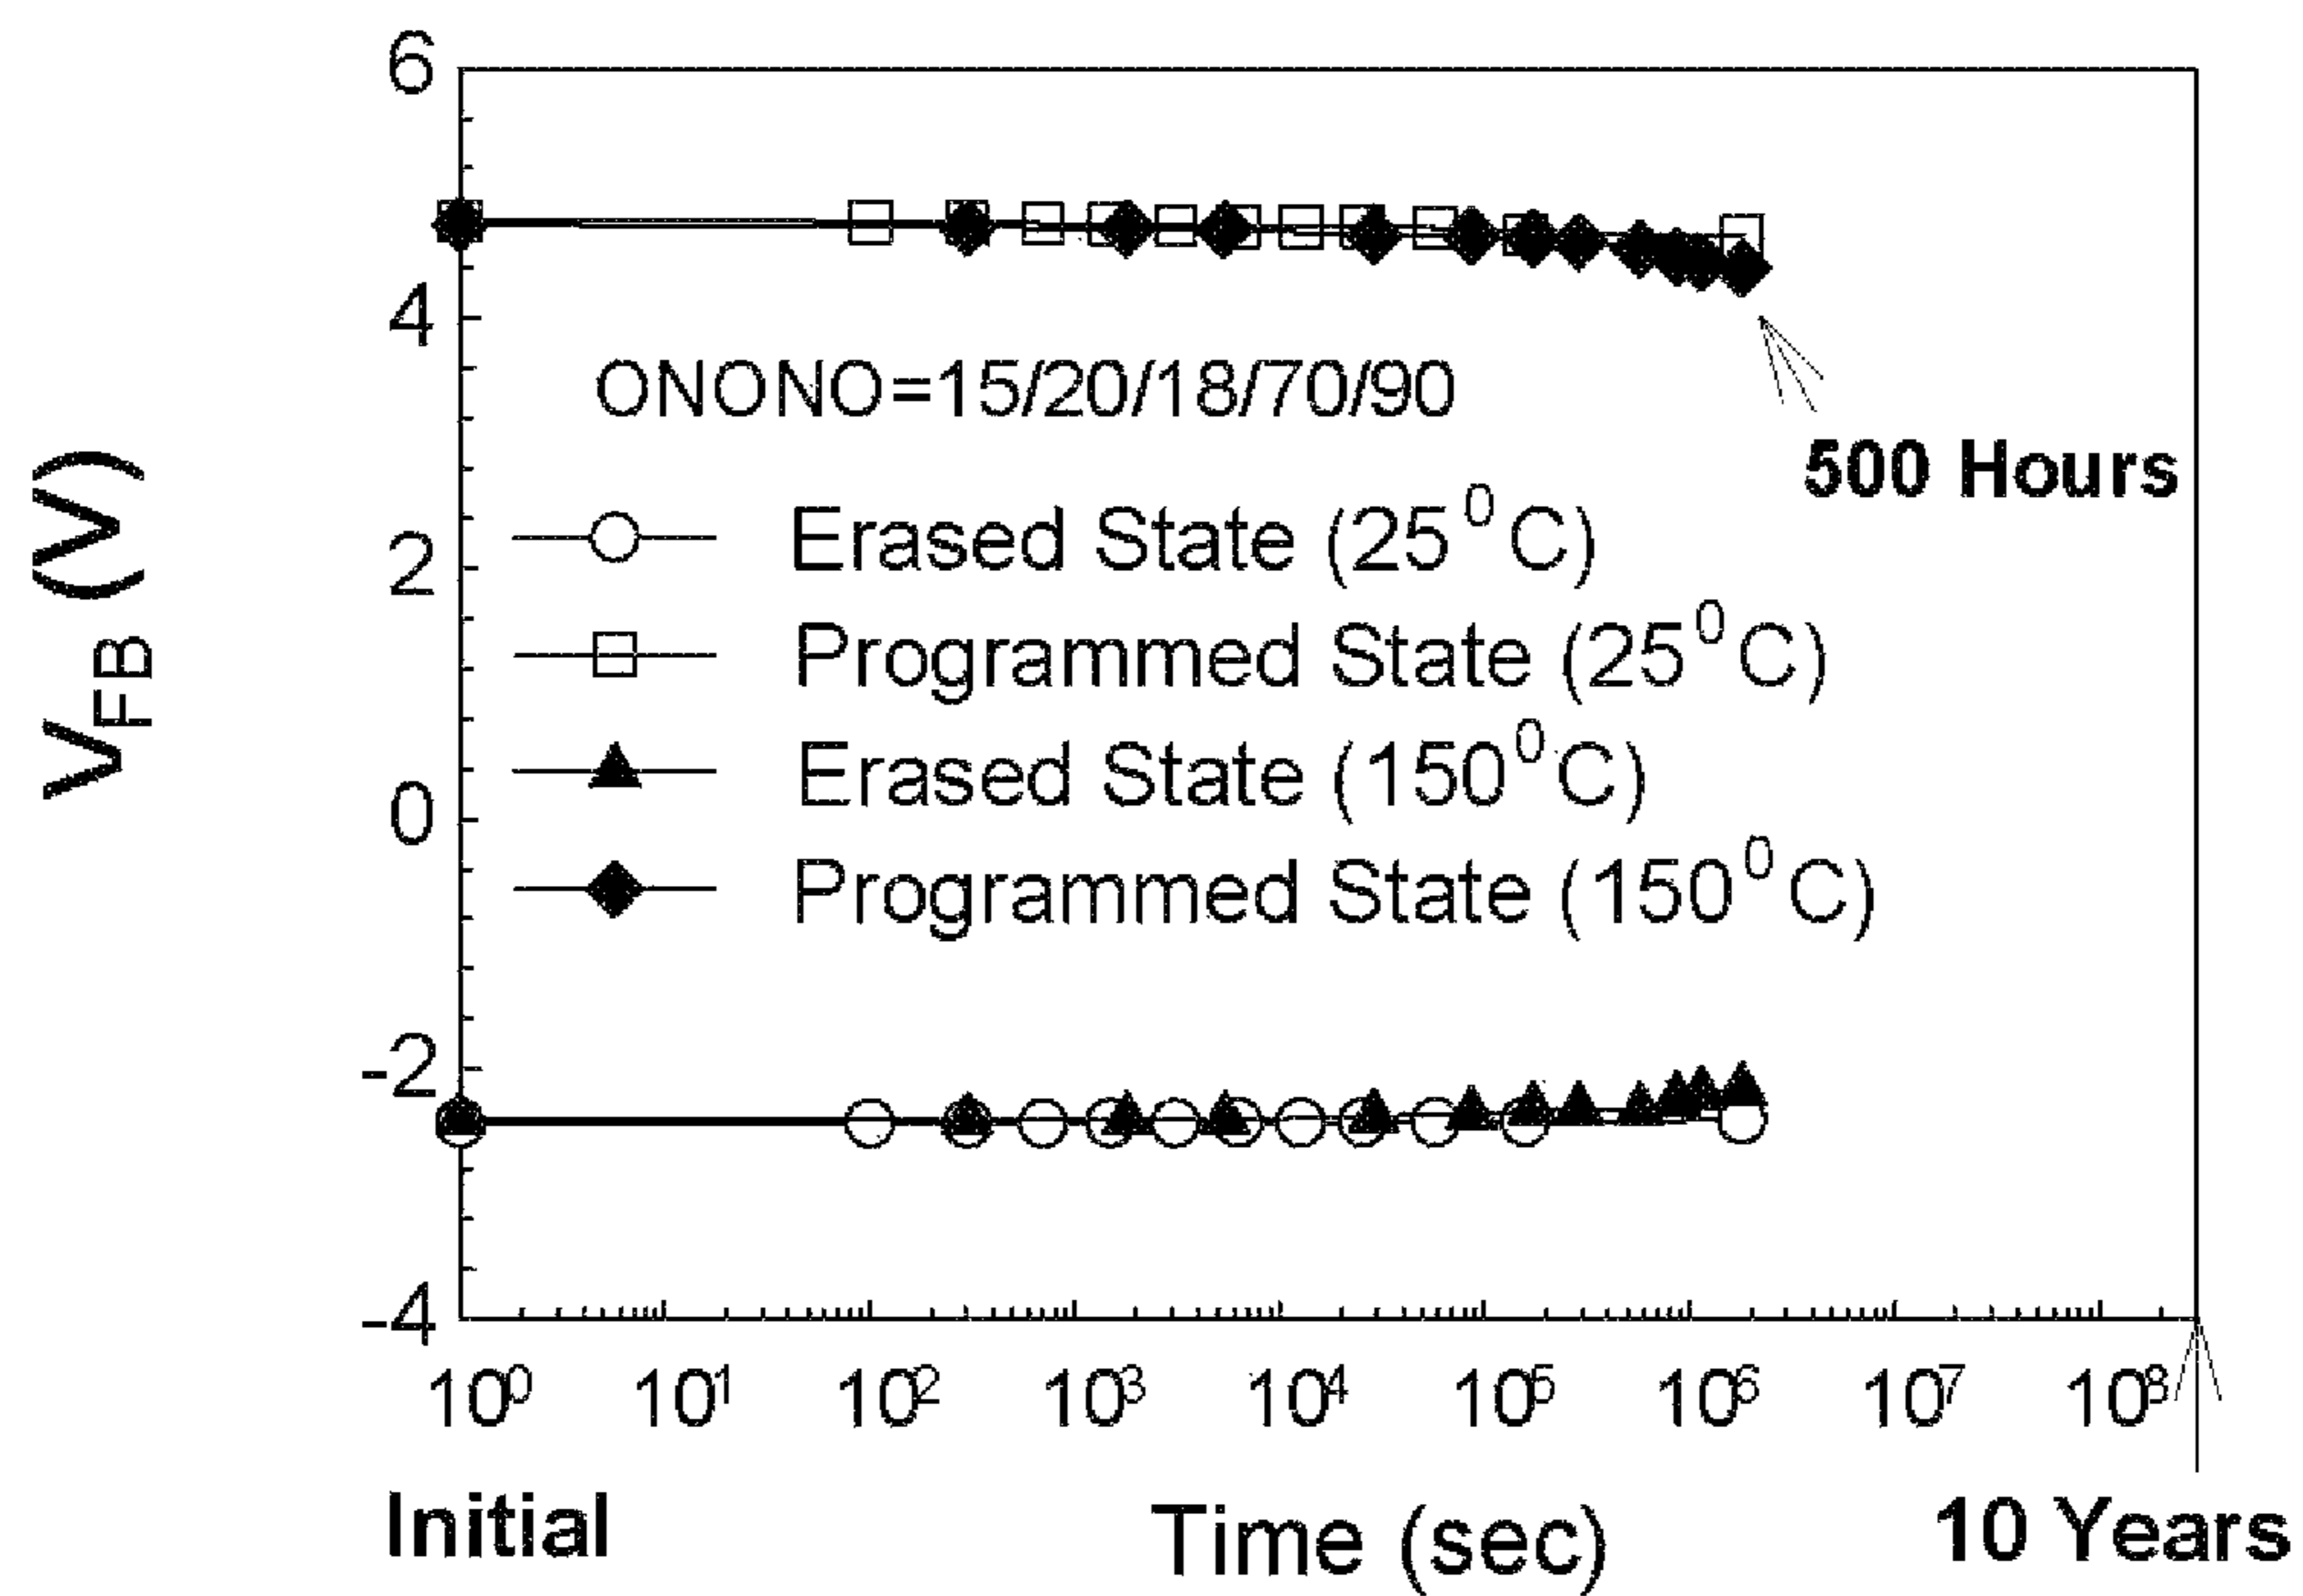 6
4
2
0
-2
-4
V_FB (V)
ONONO=15/20/18/70/90
500 Hours
Erased State (25⁰C)
Programmed State (25⁰C)
Erased State (150⁰C)
Programmed State (150⁰C)
10⁰ 10¹ 10² 10³ 10⁴ 10⁵ 10⁶ 10⁷ 10⁸
Initial Time (sec) 10 Years